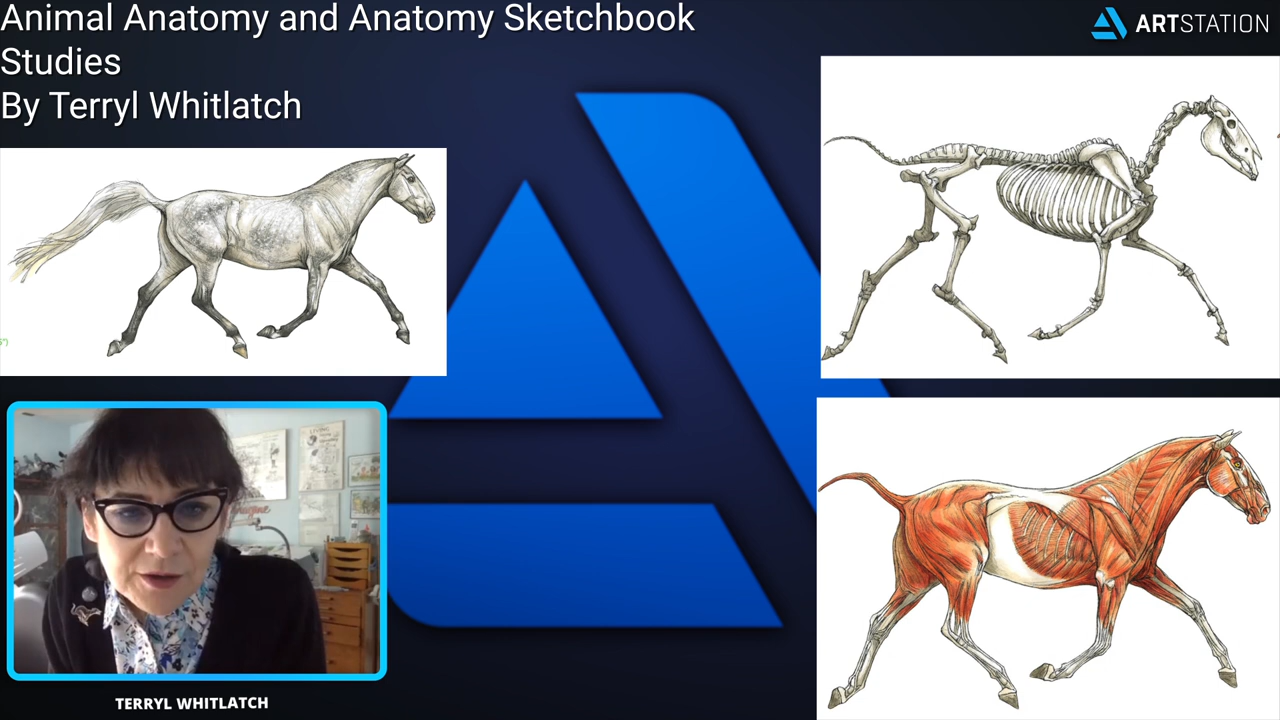 Animal Anatomy and Anatomy Sketchbook
Studies
By Terryl Whitlatch
ARTSTATION
TERRYL WHITLATCH